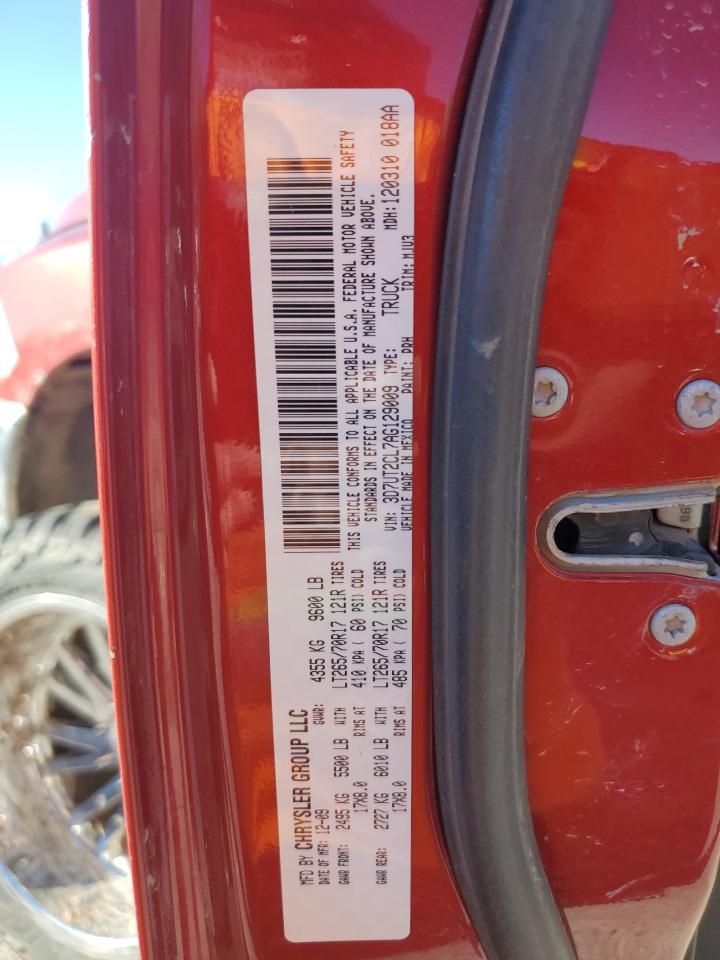 MFD BY CHRYSLER GROUP LLC
DATE OF MFR: 12-09 GVWR: 4355 KG 9600 LB
GAWR FRONT: 2495 KG 5500 LB WITH LT265/70R17 121R TIRES
17X8.0 RIMS AT 410 KPA ( 60 PSI) COLD
GAWR REAR: 2727 KG 6010 LB WITH LT265/70R17 121R TIRES
17X8.0 RIMS AT 485 KPA ( 70 PSI) COLD
THIS VEHICLE CONFORMS TO ALL APPLICABLE U.S.A. FEDERAL MOTOR VEHICLE SAFETY
STANDARDS IN EFFECT ON THE DATE OF MANUFACTURE SHOWN ABOVE.
VIN: 3D7UT2CL7AG129009 TYPE: TRUCK MDH: 120310 018AA
VEHICLE MADE IN MEXICO PAINT: PRH TRIM: MJV3